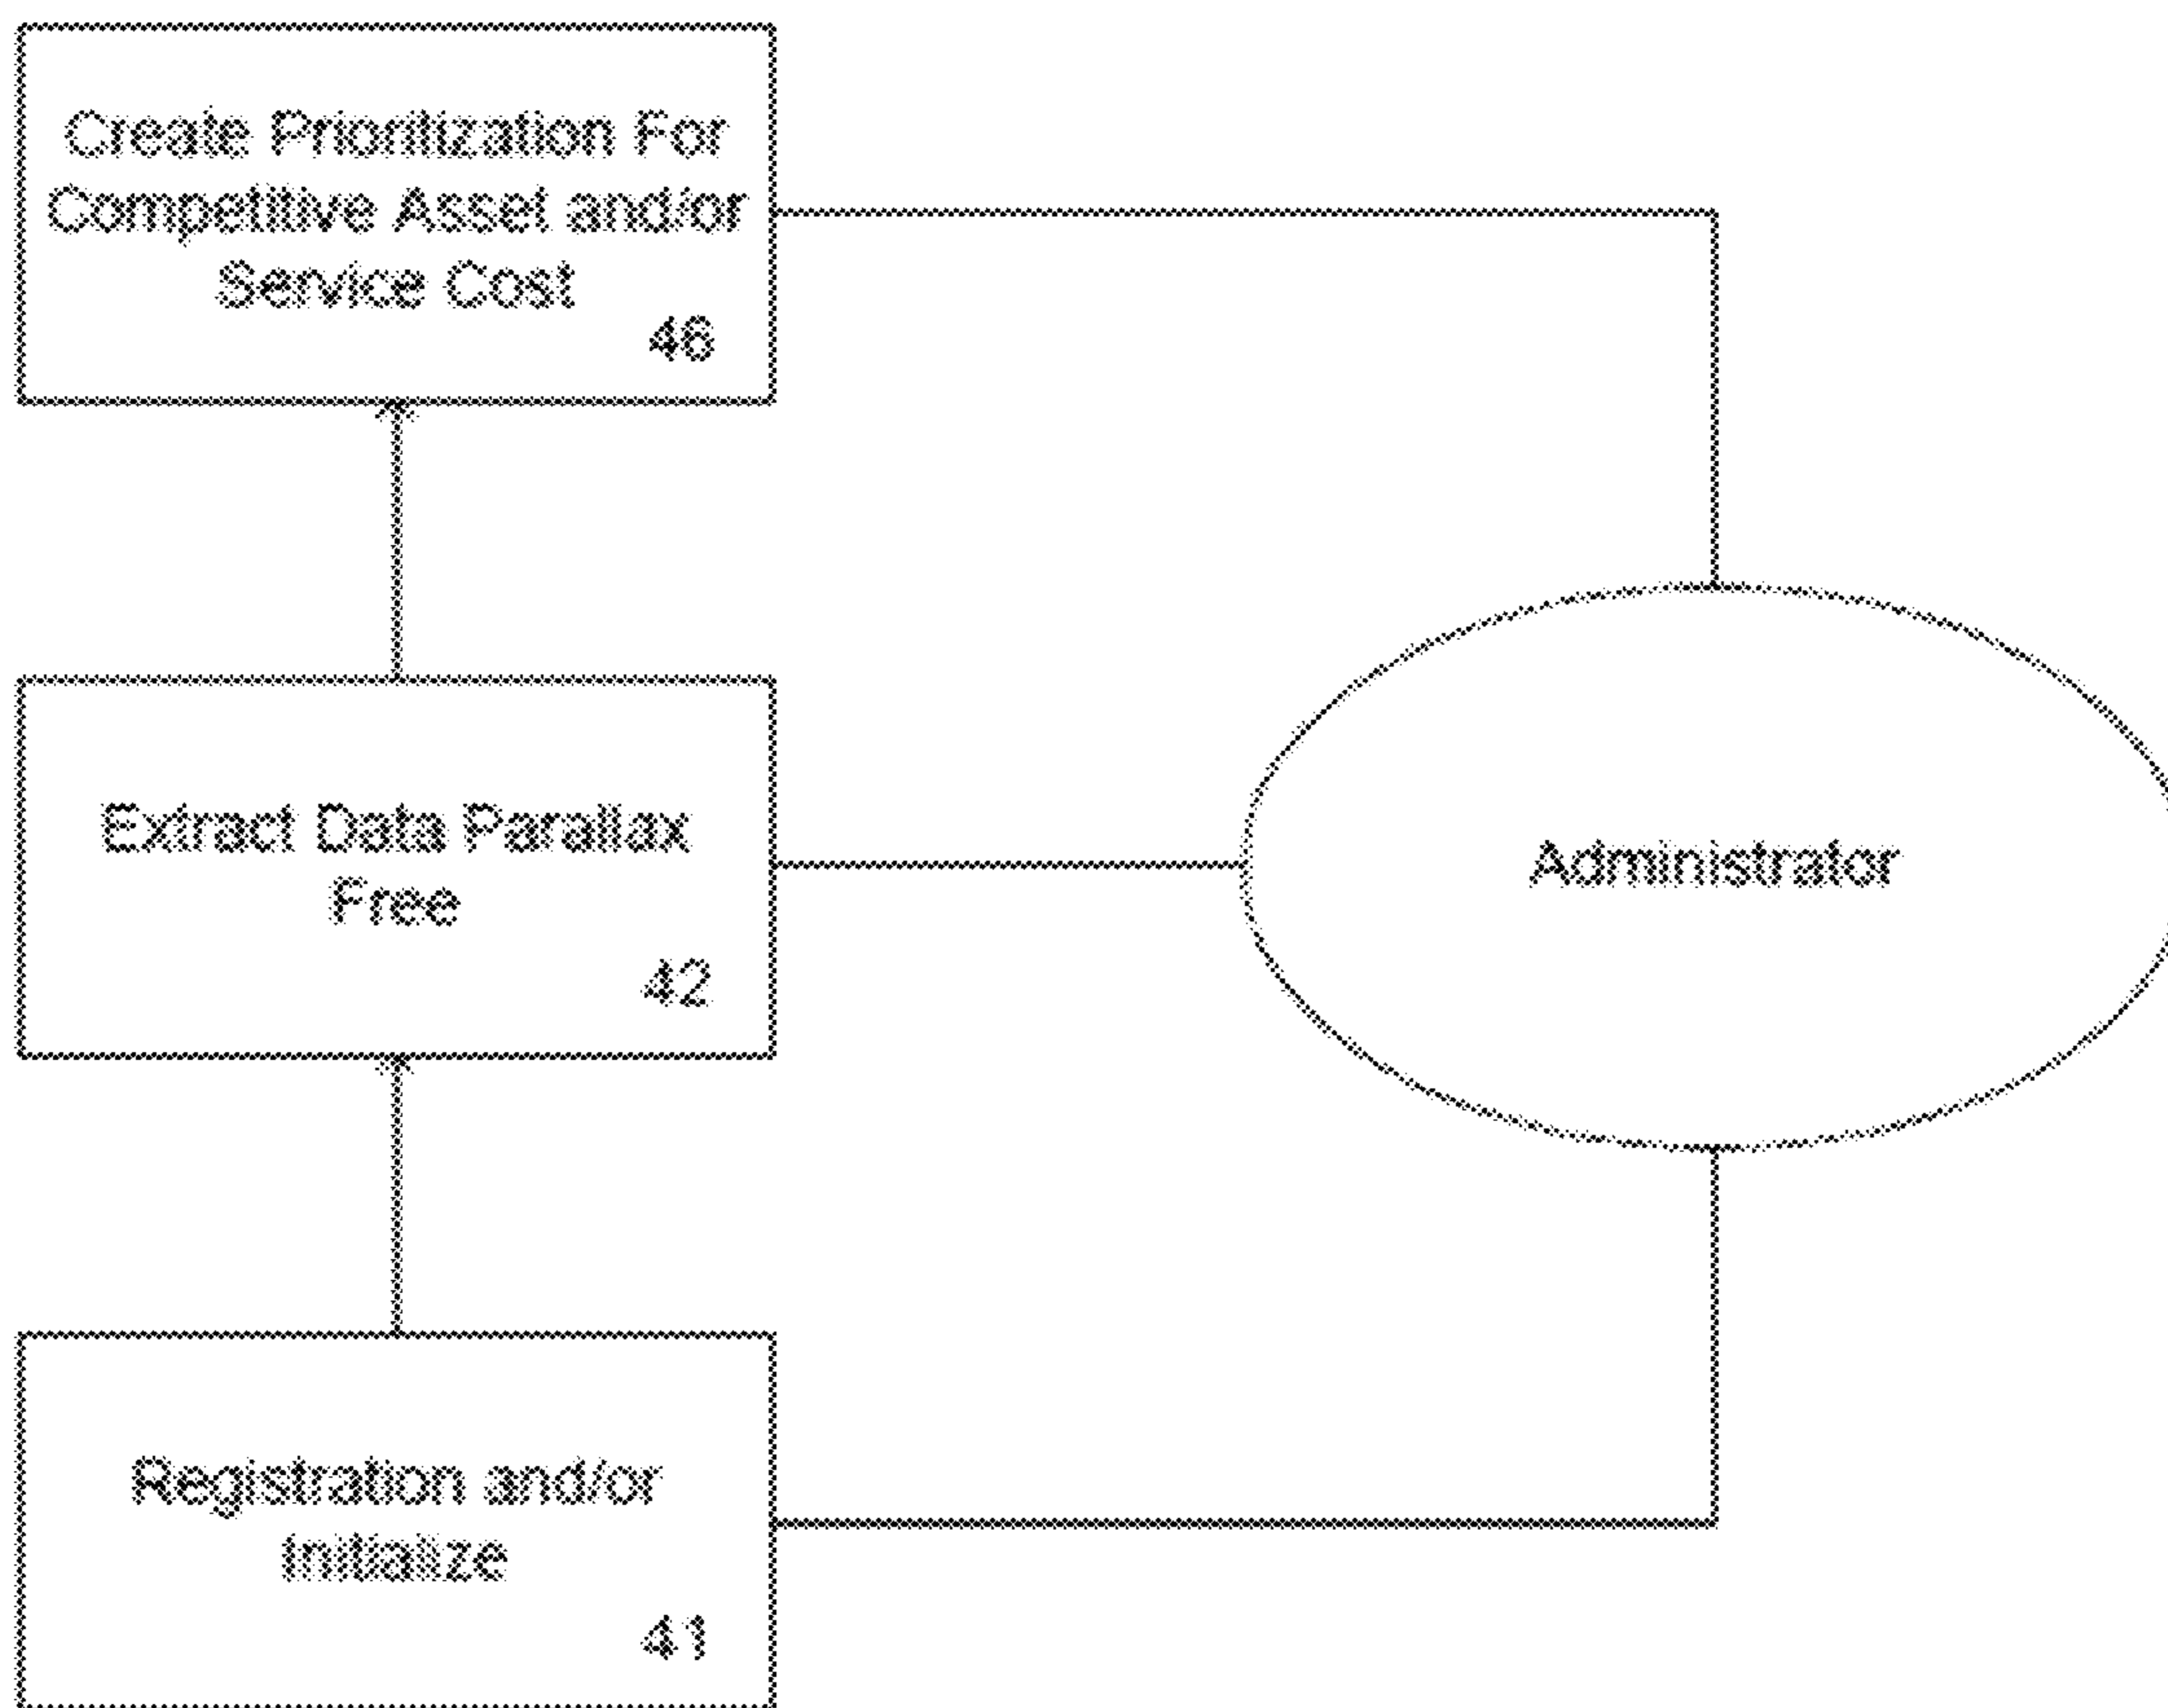 Create Prioritization For
Competitive Asset and/or
Service Cost
46
Extract Data Parallax
Free
42
Administrator
Registration and/or
Initialize
41